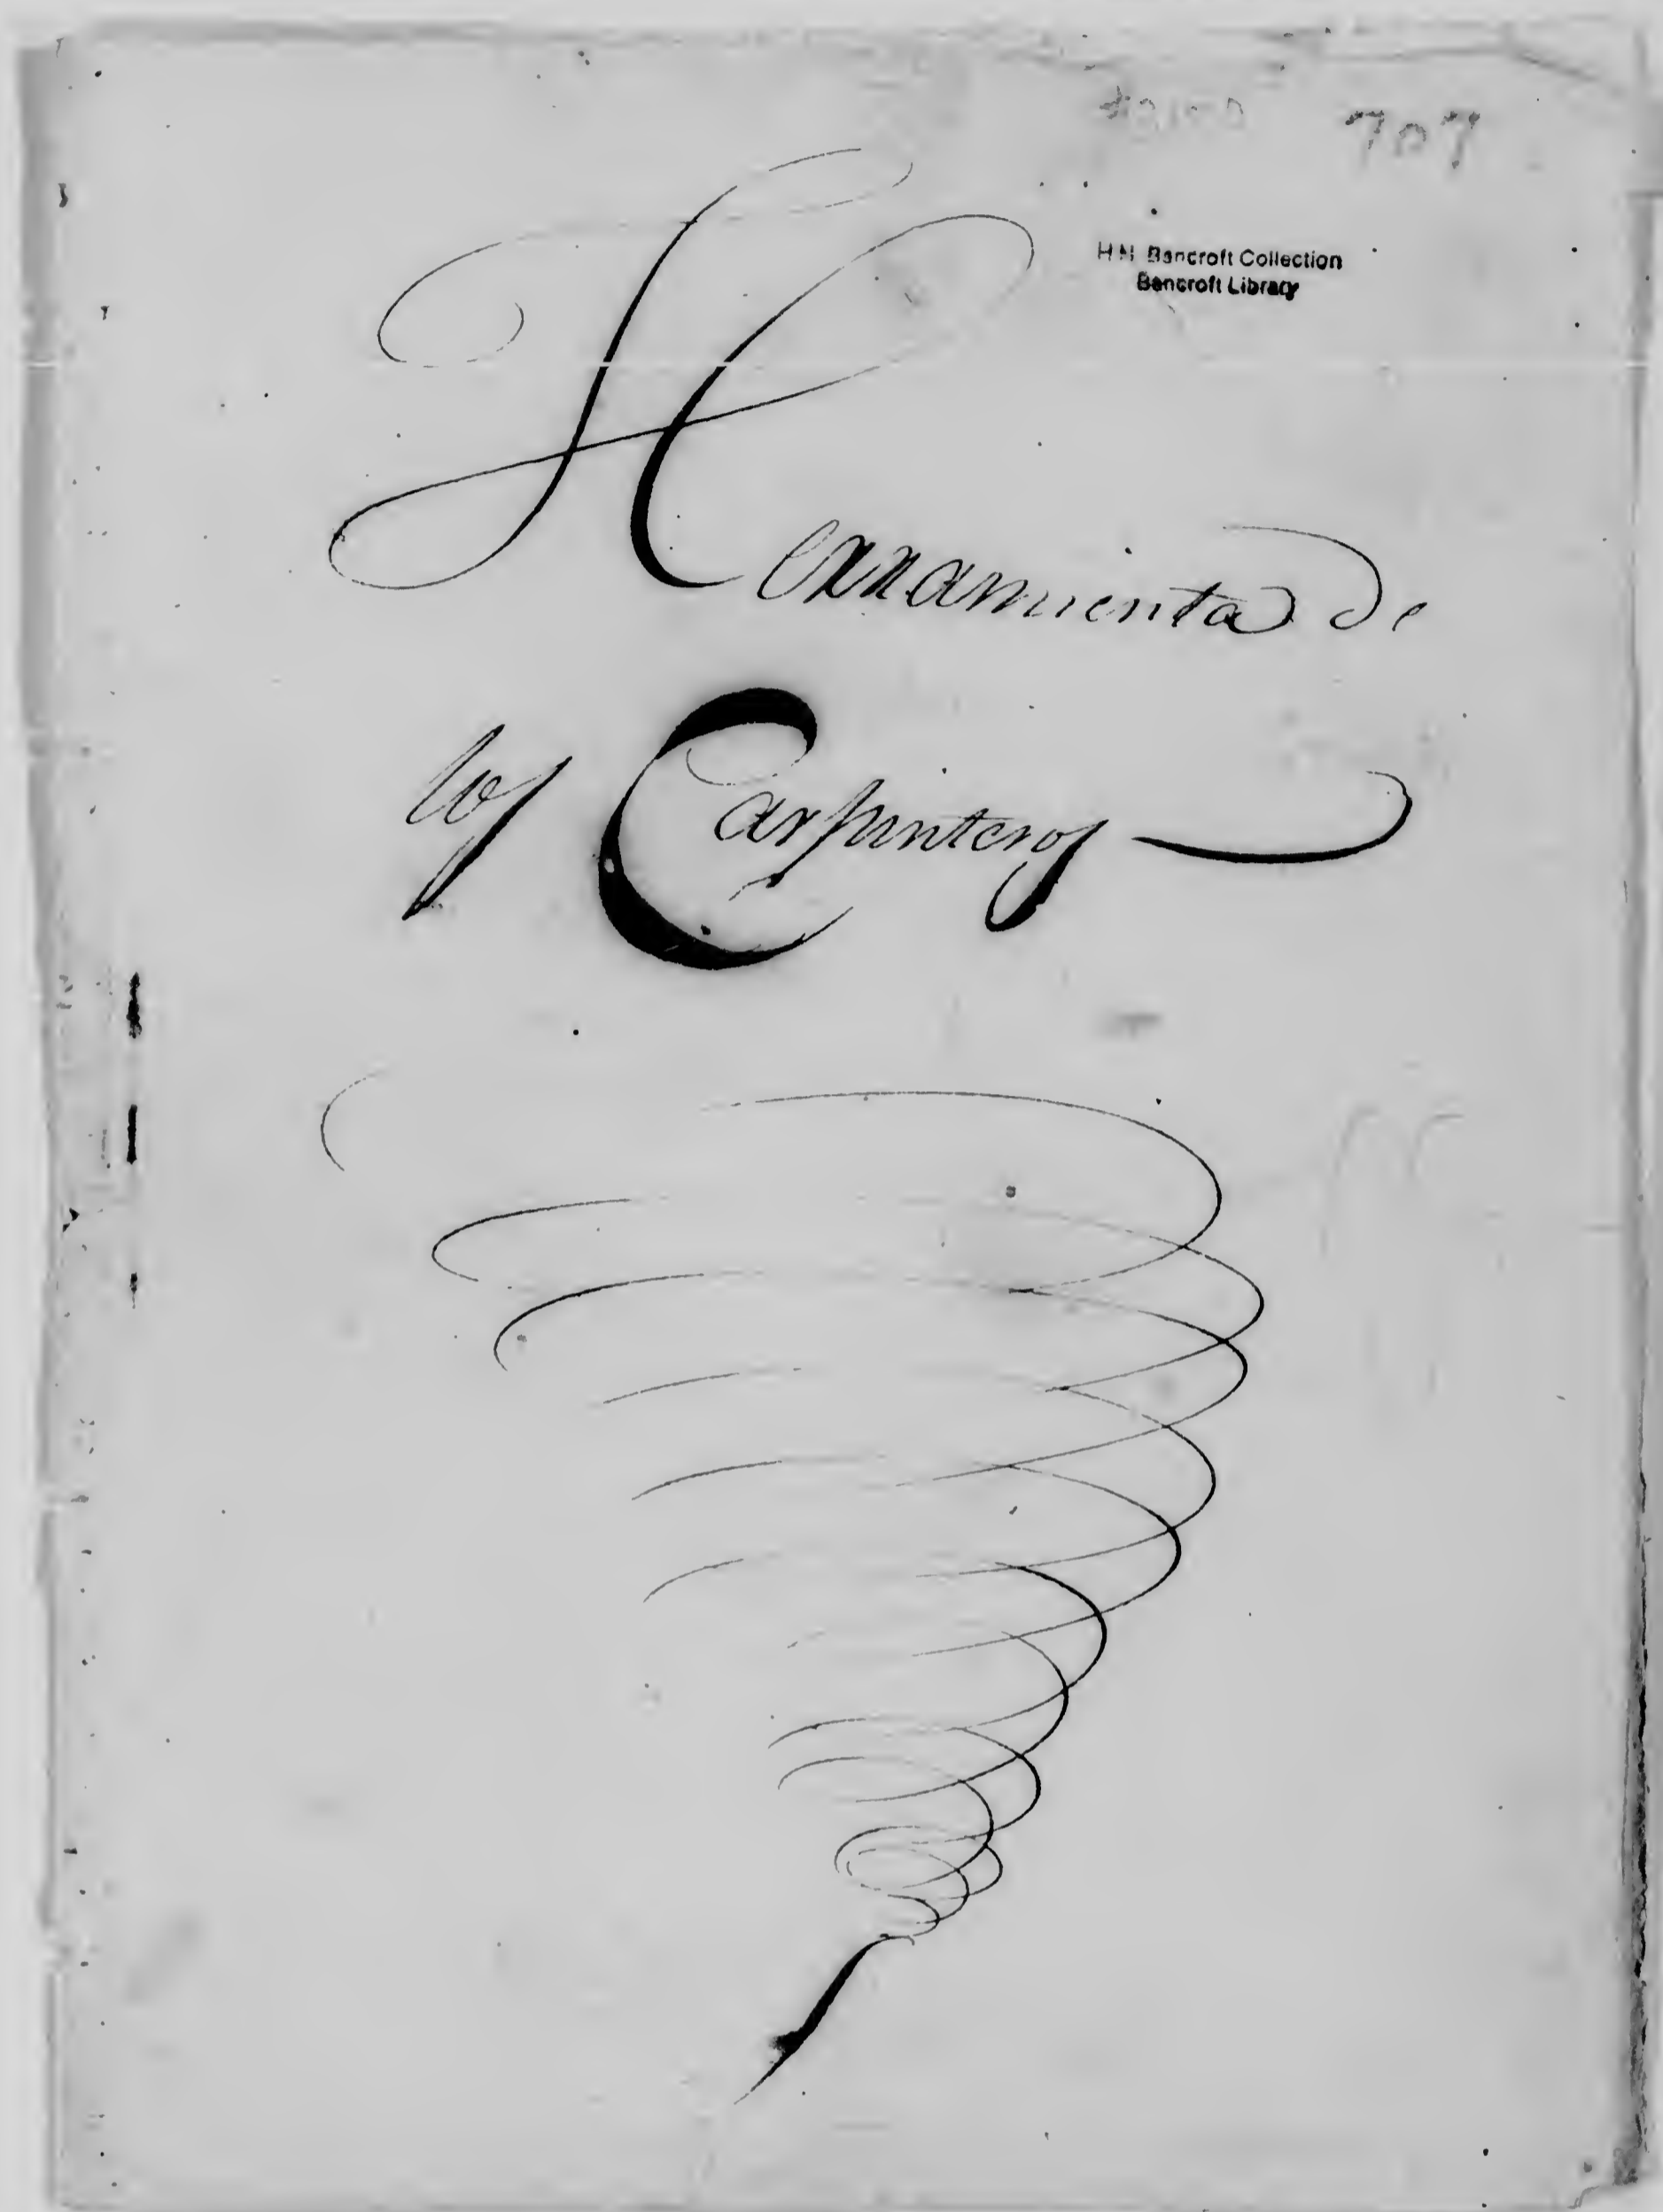 707
H H Bancroft Collection
Bancroft Library
Herramienta de
los Carpinteros